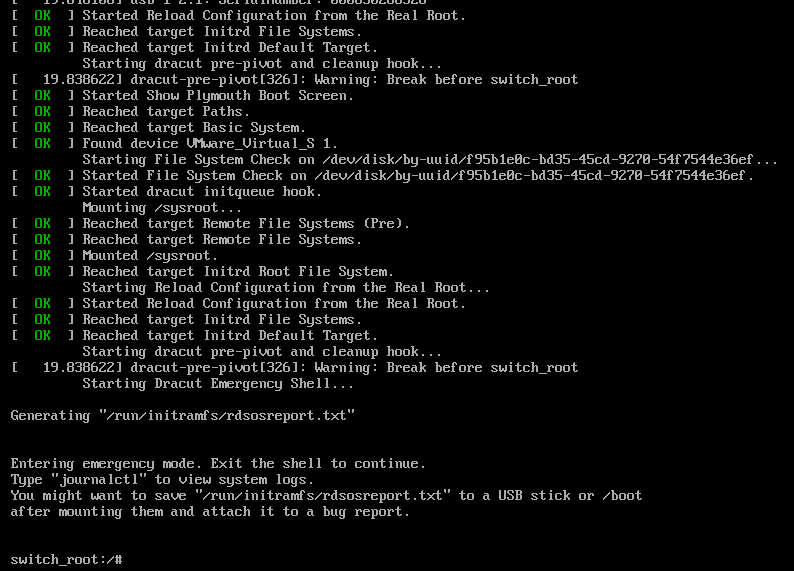 [  OK  ] Started Reload Configuration from the Real Root.
[  OK  ] Reached target Initrd File Systems.
[  OK  ] Reached target Initrd Default Target.
         Starting dracut pre-pivot and cleanup hook...
[   19.838622] dracut-pre-pivot[326]: Warning: Break before switch_root
[  OK  ] Started Show Plymouth Boot Screen.
[  OK  ] Reached target Paths.
[  OK  ] Reached target Basic System.
[  OK  ] Found device VMware_Virtual_S 1.
         Starting File System Check on /dev/disk/by-uuid/f95b1e0c-bd35-45cd-9270-54f7544e36ef...
[  OK  ] Started File System Check on /dev/disk/by-uuid/f95b1e0c-bd35-45cd-9270-54f7544e36ef.
[  OK  ] Started dracut initqueue hook.
         Mounting /sysroot...
[  OK  ] Reached target Remote File Systems (Pre).
[  OK  ] Reached target Remote File Systems.
[  OK  ] Mounted /sysroot.
[  OK  ] Reached target Initrd Root File System.
         Starting Reload Configuration from the Real Root...
[  OK  ] Started Reload Configuration from the Real Root.
[  OK  ] Reached target Initrd File Systems.
[  OK  ] Reached target Initrd Default Target.
         Starting dracut pre-pivot and cleanup hook...
[   19.838622] dracut-pre-pivot[326]: Warning: Break before switch_root
         Starting Dracut Emergency Shell...
Generating "/run/initramfs/rdsosreport.txt"
Entering emergency mode. Exit the shell to continue.
Type "journalctl" to view system logs.
You might want to save "/run/initramfs/rdsosreport.txt" to a USB stick or /boot
after mounting them and attach it to a bug report.
switch_root:/#